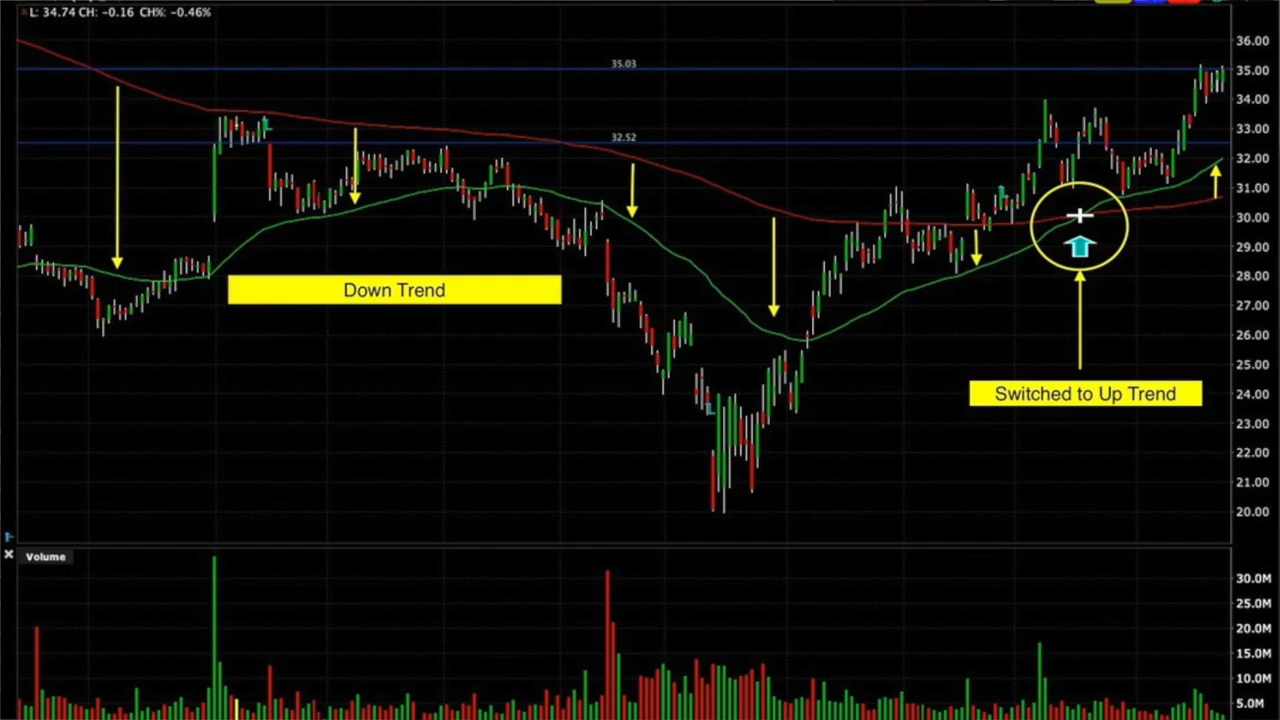 L: 34.74 CH: -0.16 CH%: -0.46%
36.00
35.03
35.00
34.00
33.00
32.52
32.00
31.00
30.00
29.00
28.00
Down Trend
27.00
26.00
25.00
24.00
Switched to Up Trend
23.00
22.00
21.00
20.00
Volume
30.0M
25.0M
20.0M
15.0M
10.0M
5.0M